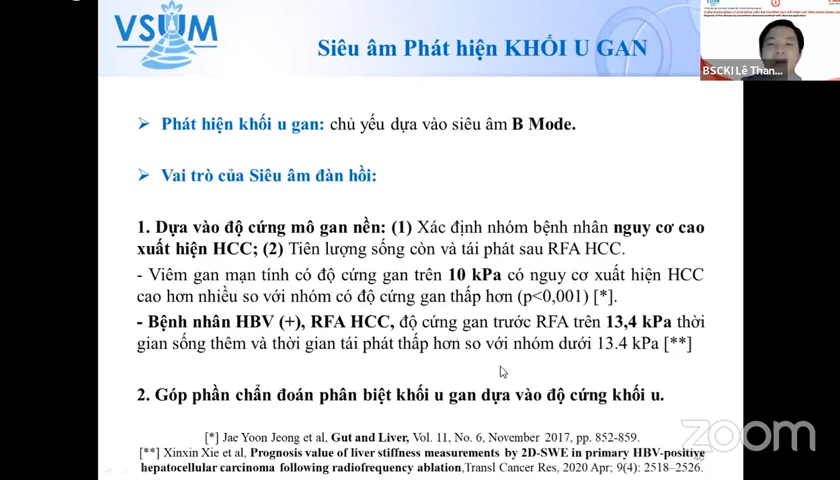 VSUM
Siêu âm Phát hiện KHỐI U GAN
BSCKI Lê Than...
➢ Phát hiện khối u gan: chủ yếu dựa vào siêu âm B Mode.
➢ Vai trò của Siêu âm đàn hồi:
1. Dựa vào độ cứng mô gan nền: (1) Xác định nhóm bệnh nhân nguy cơ cao
xuất hiện HCC; (2) Tiên lượng sống còn và tái phát sau RFA HCC.
- Viêm gan mạn tính có độ cứng gan trên 10 kPa có nguy cơ xuất hiện HCC
cao hơn nhiều so với nhóm có độ cứng gan thấp hơn (p<0,001) [*].
- Bệnh nhân HBV (+), RFA HCC, độ cứng gan trước RFA trên 13,4 kPa thời
gian sống thêm và thời gian tái phát thấp hơn so với nhóm dưới 13.4 kPa [**]
2. Góp phần chẩn đoán phân biệt khối u gan dựa vào độ cứng khối u.
[*] Jae Yoon Jeong et al, Gut and Liver, Vol. 11, No. 6, November 2017, pp. 852-859.
[**] Xinxin Xie et al, Prognosis value of liver stiffness measurements by 2D-SWE in primary HBV-positive
hepatocellular carcinoma following radiofrequency ablation,Transl Cancer Res, 2020 Apr; 9(4): 2518–2526.
zoom